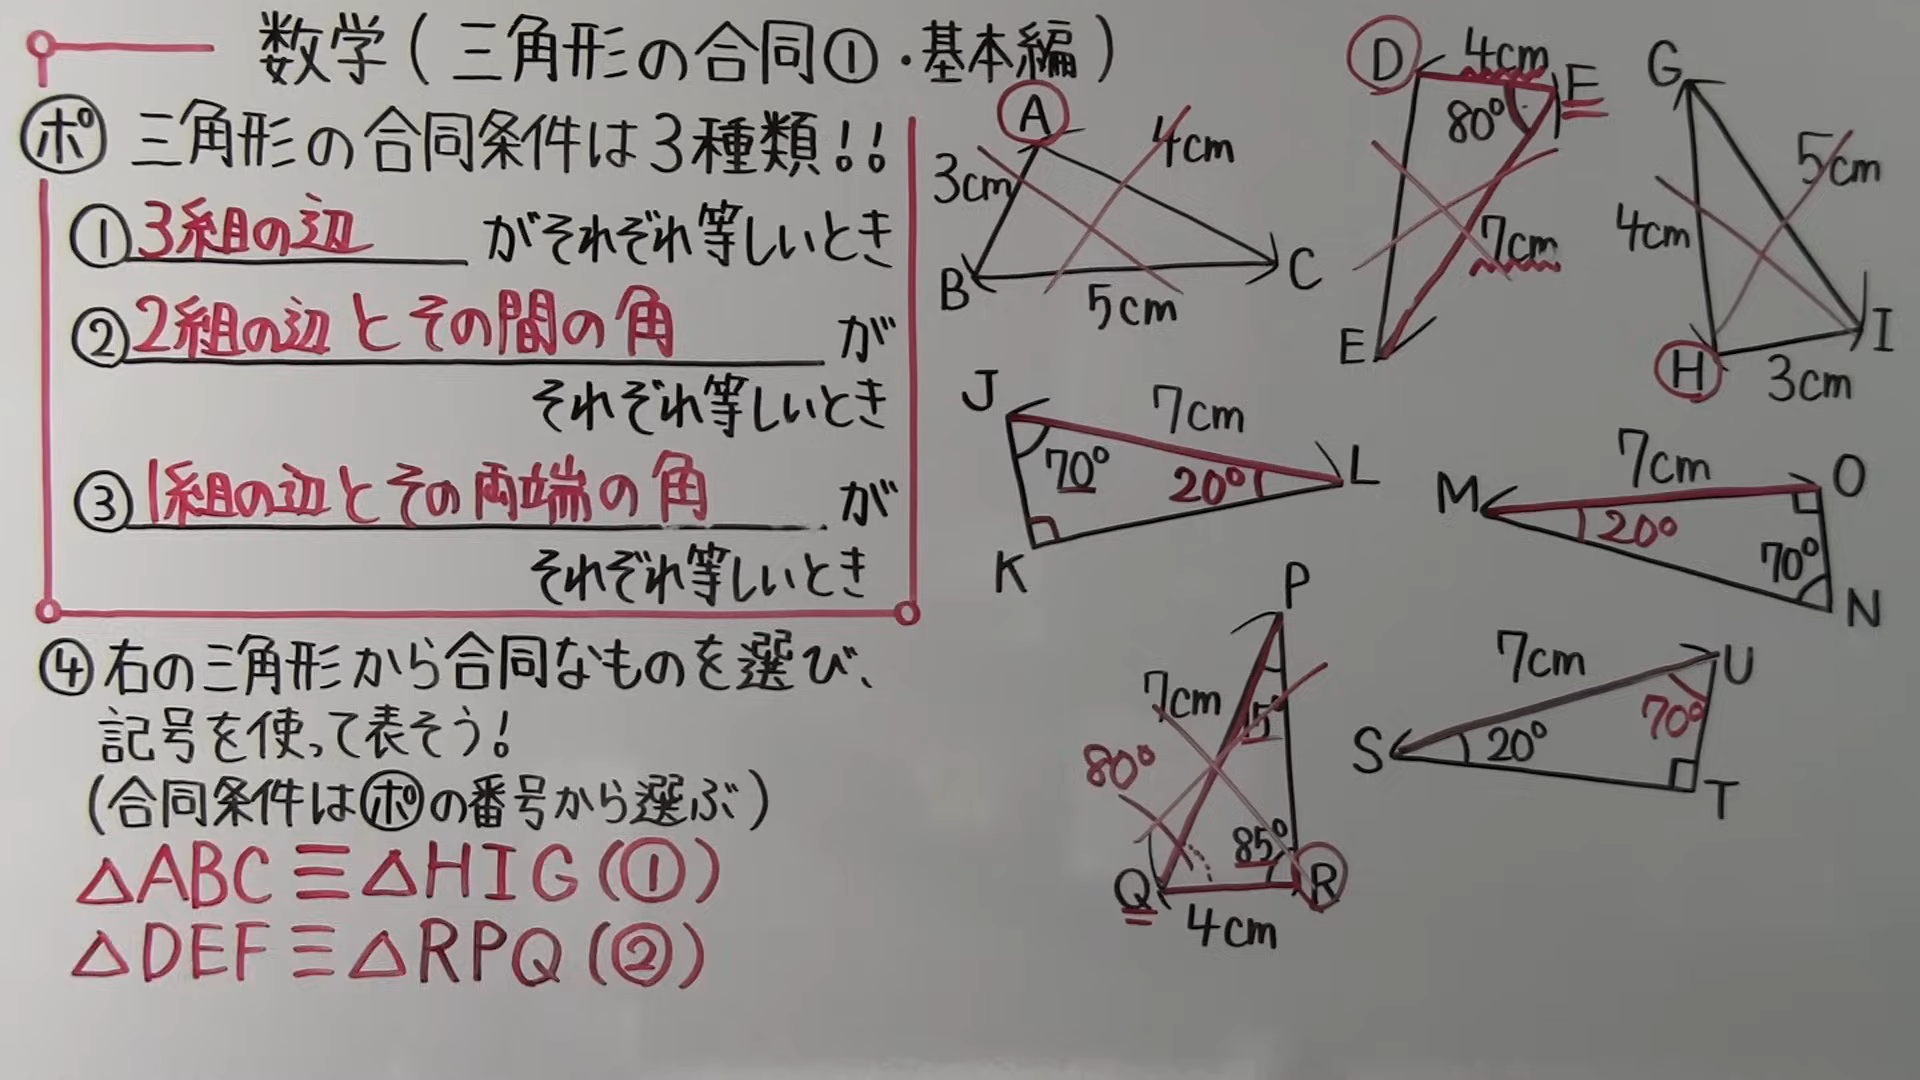 数学(三角形の合同①・基本編)
ポ 三角形の合同条件は3種類!!
① 3組の辺 がそれぞれ等しいとき
② 2組の辺とその間の角 が
それぞれ等しいとき
③ 1組の辺とその両端の角 が
それぞれ等しいとき
④ 右の三角形から合同なものを選び、
記号を使って表そう!
(合同条件はポの番号から選ぶ)
△ABC≡△HIG(①)
△DEF≡△RPQ(②)
A
3cm
4cm
B
C
5cm
D
4cm
F
80°
7cm
E
G
5cm
4cm
H
I
3cm
J
7cm
70°
20°
L
K
7cm
M
O
20°
70°
N
P
7cm
15°
80°
85°
Q
R
4cm
7cm
U
70°
S
20°
T